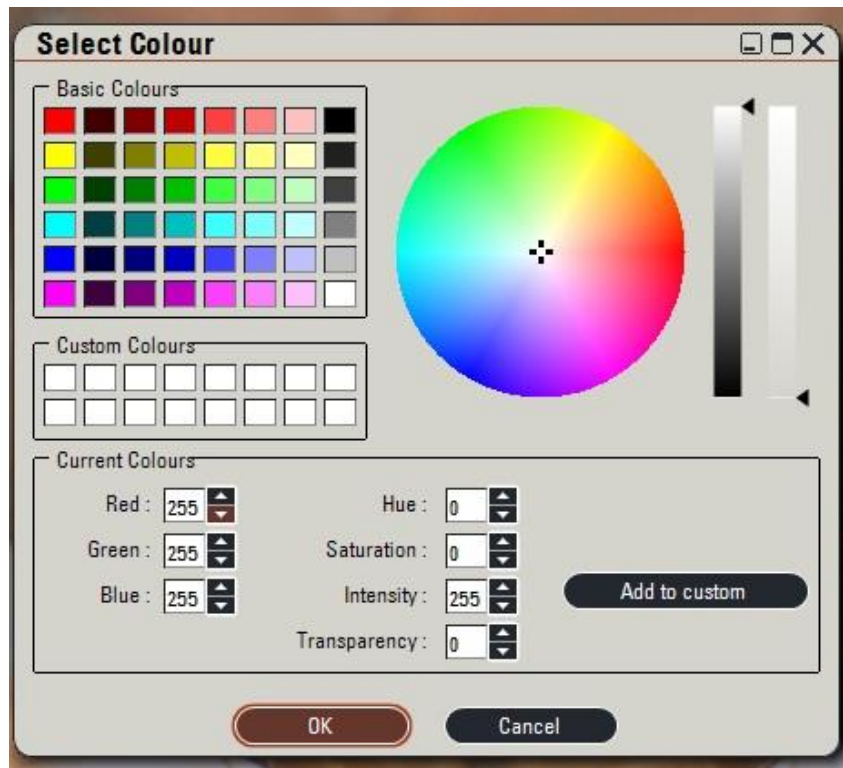 Select Colour
Basic Colours
Custom Colours
Current Colours
Red : 255
Hue : 0
Green : 255
Saturation : 0
Blue : 255
Intensity : 255
Add to custom
Transparency : 0
OK
Cancel